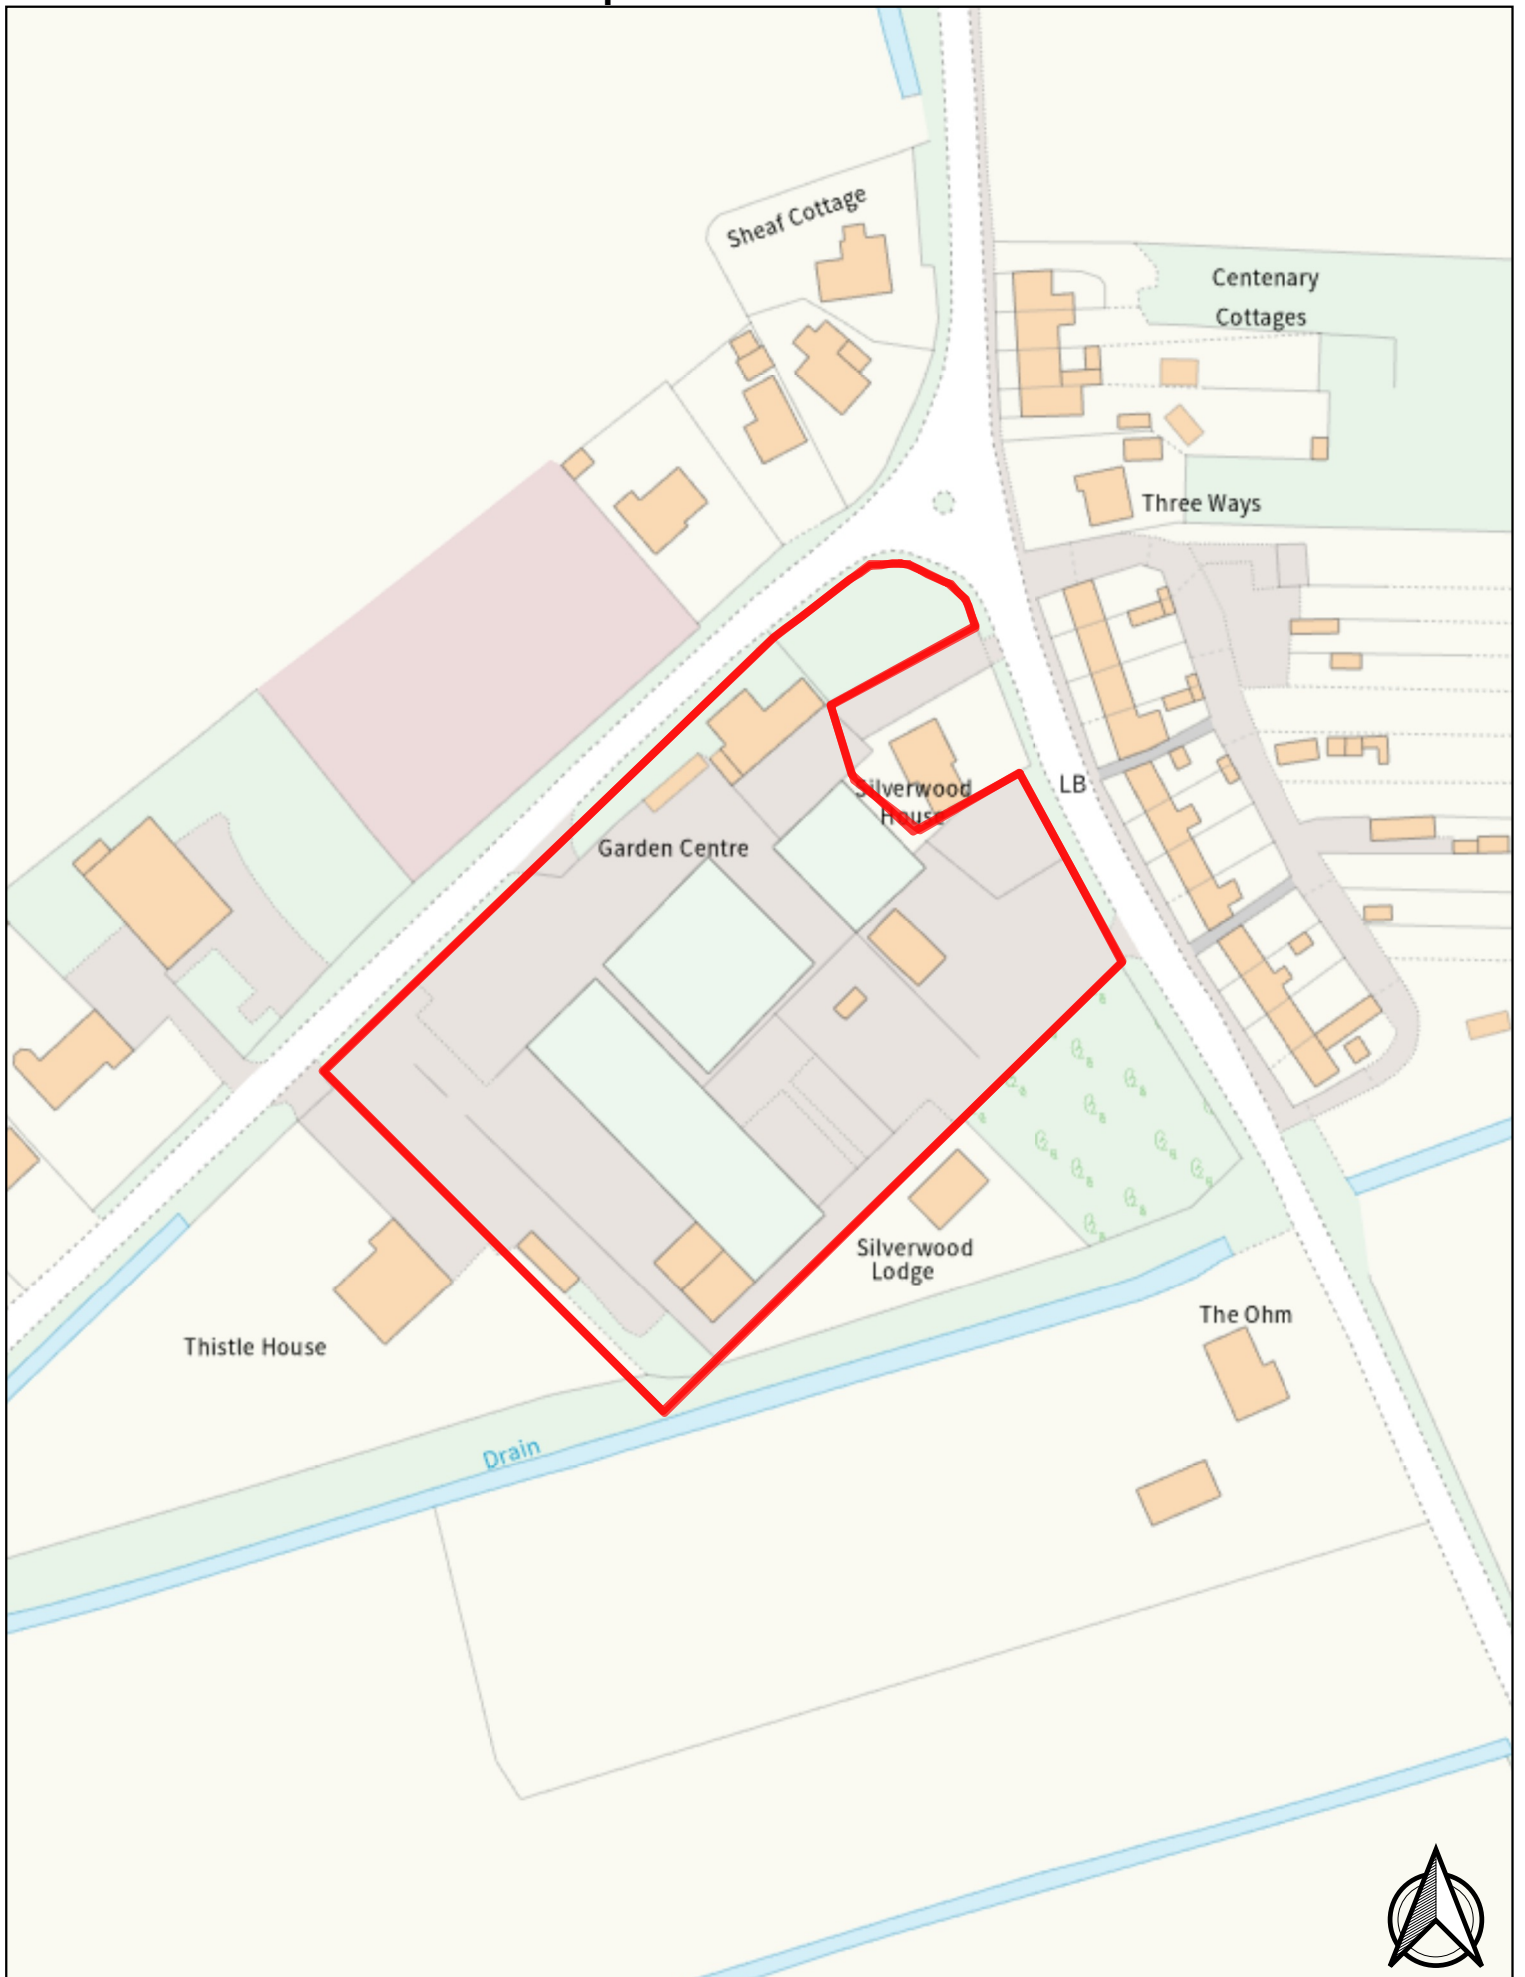 Sheaf Cottage
Centenary
Cottages
Three Ways
LB
Silverwood
House
Garden Centre
Silverwood
Lodge
The Ohm
Thistle House
Drain